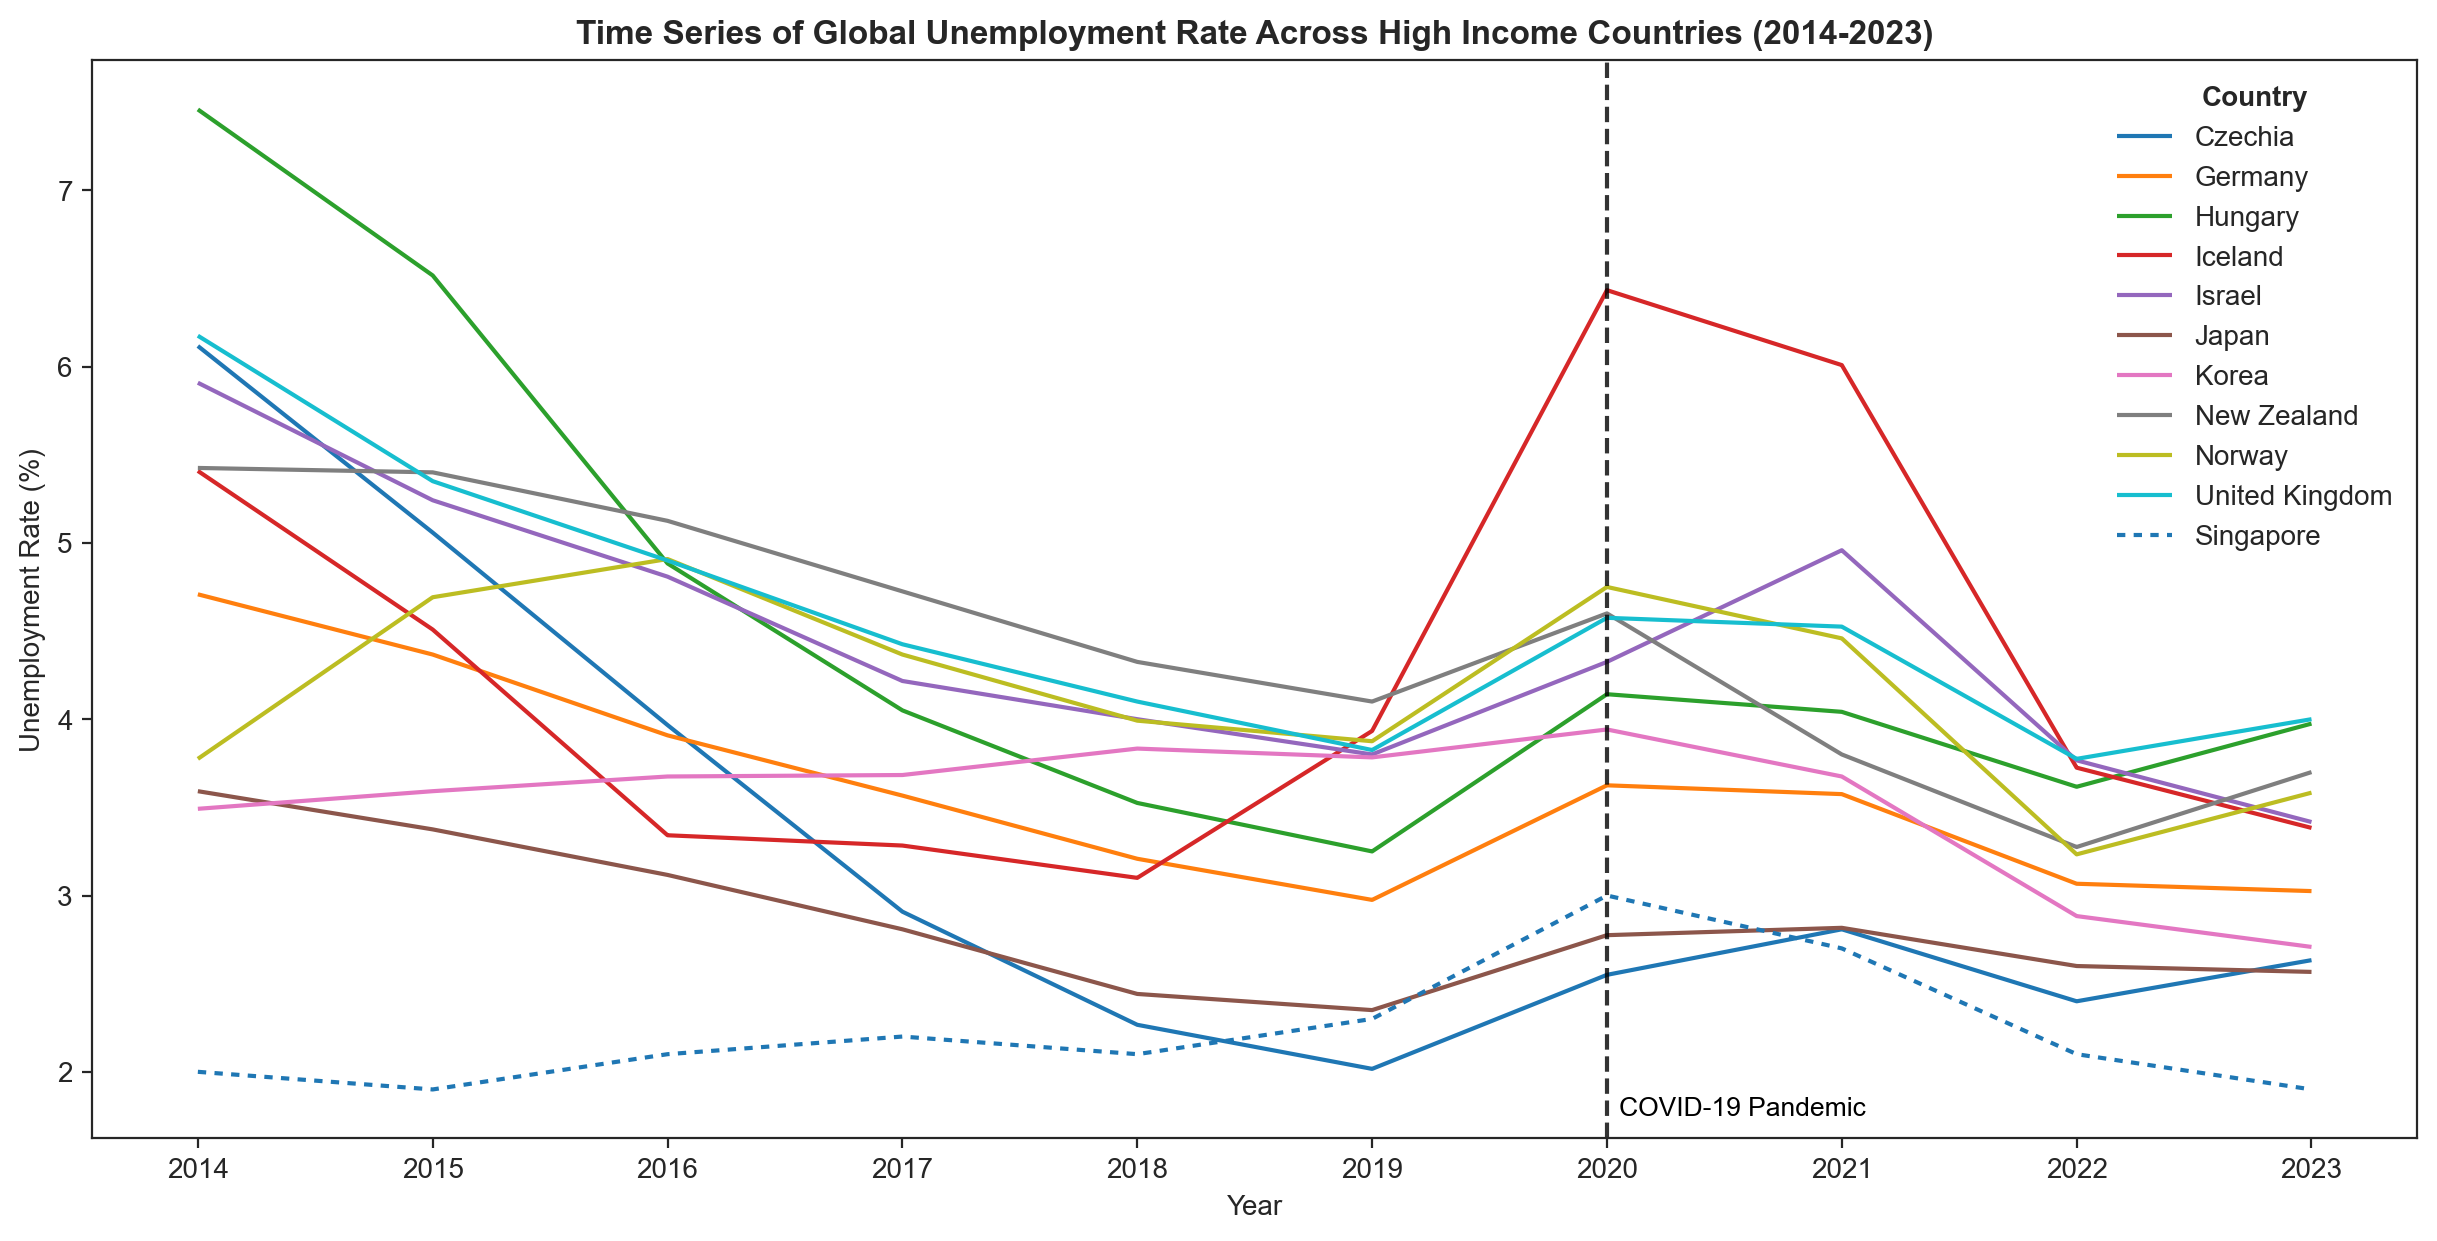 Time Series of Global Unemployment Rate Across High Income Countries (2014-2023)
Country
Czechia
Germany
Hungary
Iceland
Israel
Japan
Korea
New Zealand
Norway
United Kingdom
Singapore
Unemployment Rate (%)
7
6
5
4
3
2
COVID-19 Pandemic
2014 2015 2016 2017 2018 2019 2020 2021 2022 2023
Year